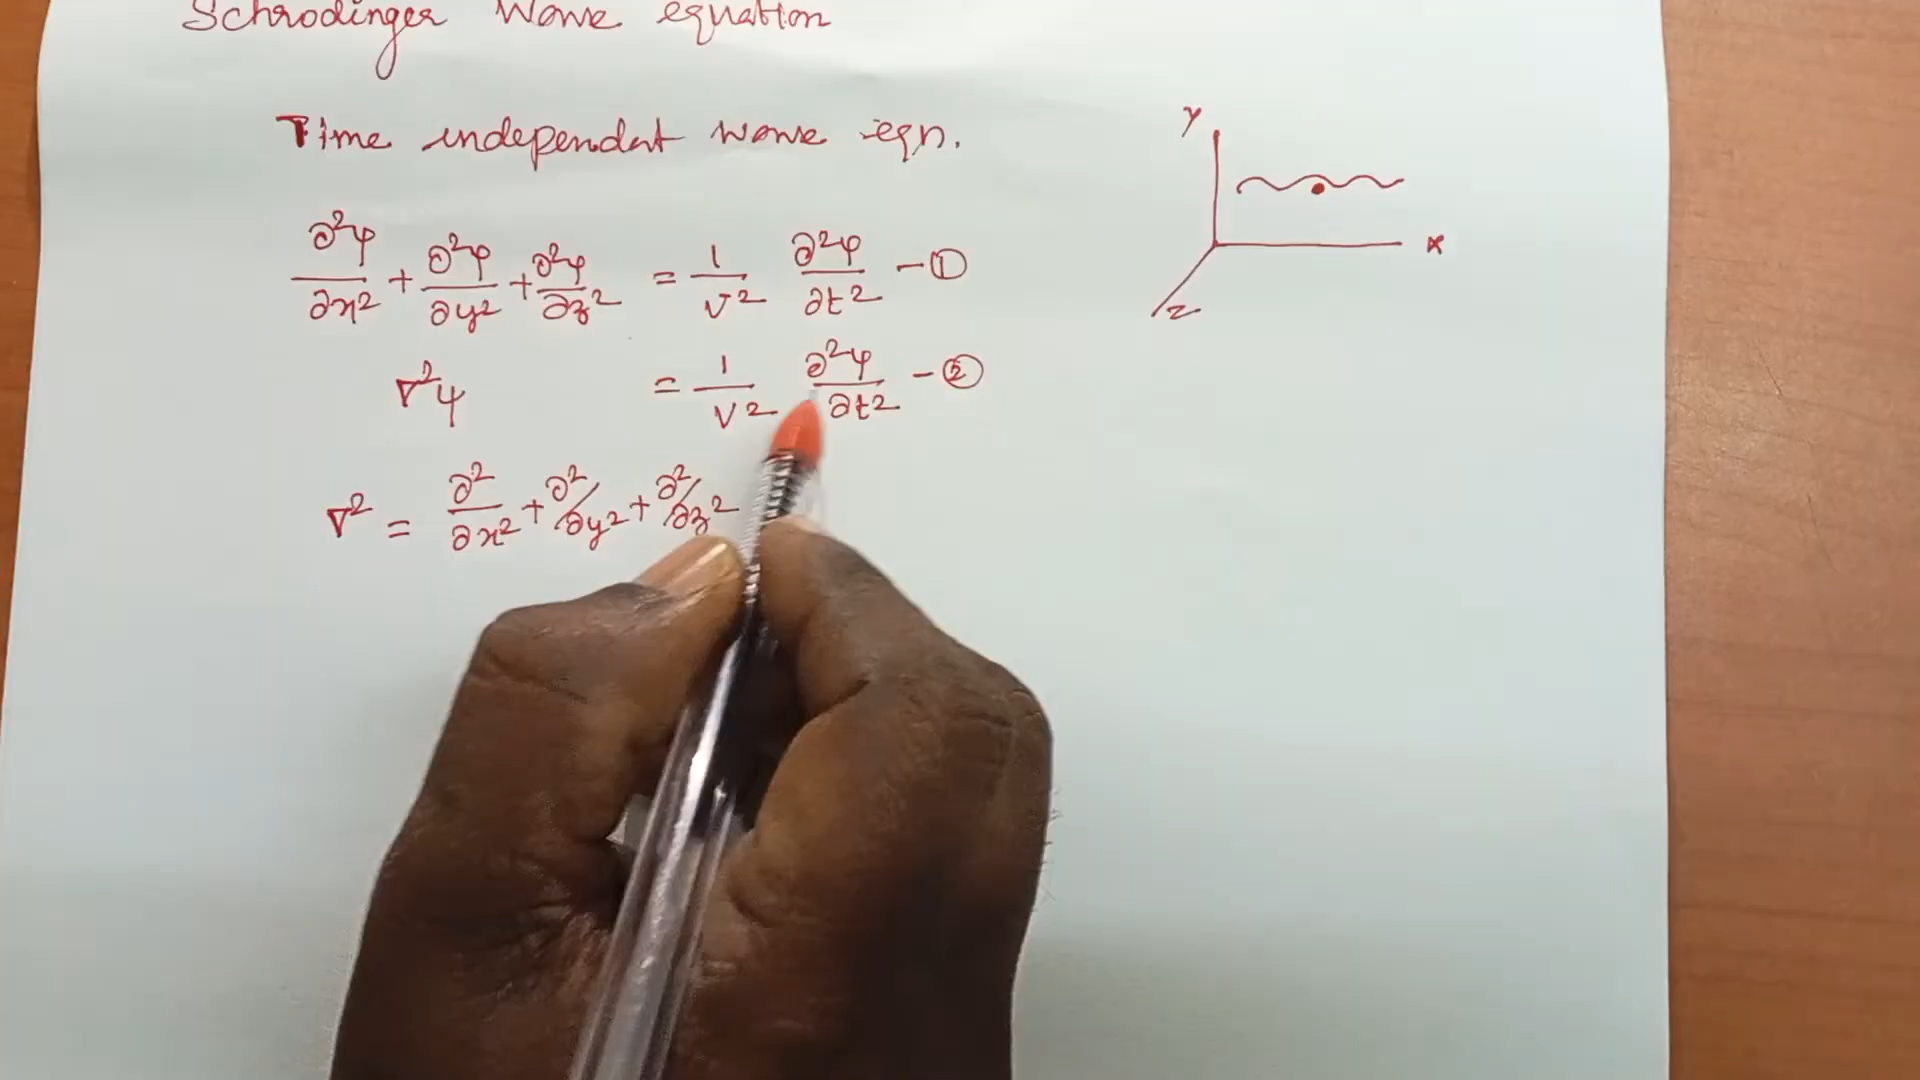 Schrodinger Wave equation
Time independat wave eqn.
∂²ψ/∂x² + ∂²ψ/∂y² + ∂²ψ/∂z² = 1/v² ∂²ψ/∂t² - ①
∇²ψ = 1/v² ∂²ψ/∂t² - ②
∇² = ∂²/∂x² + ∂²/∂y² + ∂²/∂z²
Y
X
Z